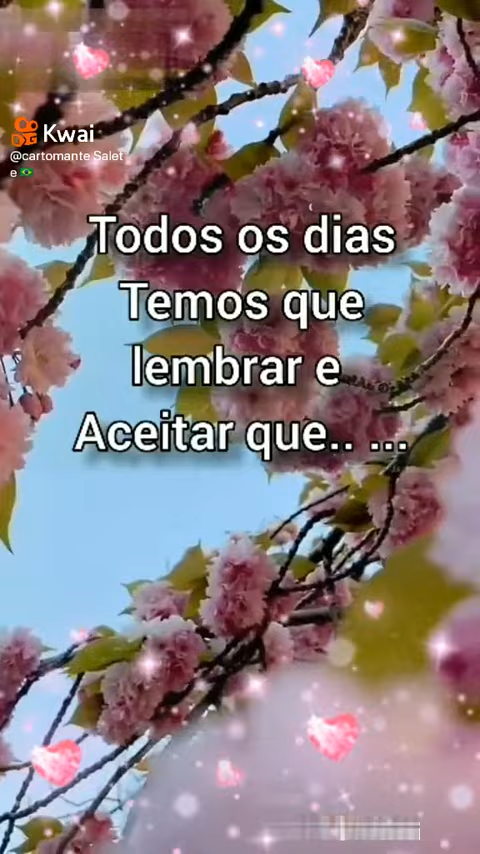 Kwai
@cartomante Salet
e 🇧🇷
Todos os dias
Temos que
lembrar e
Aceitar que.. ...